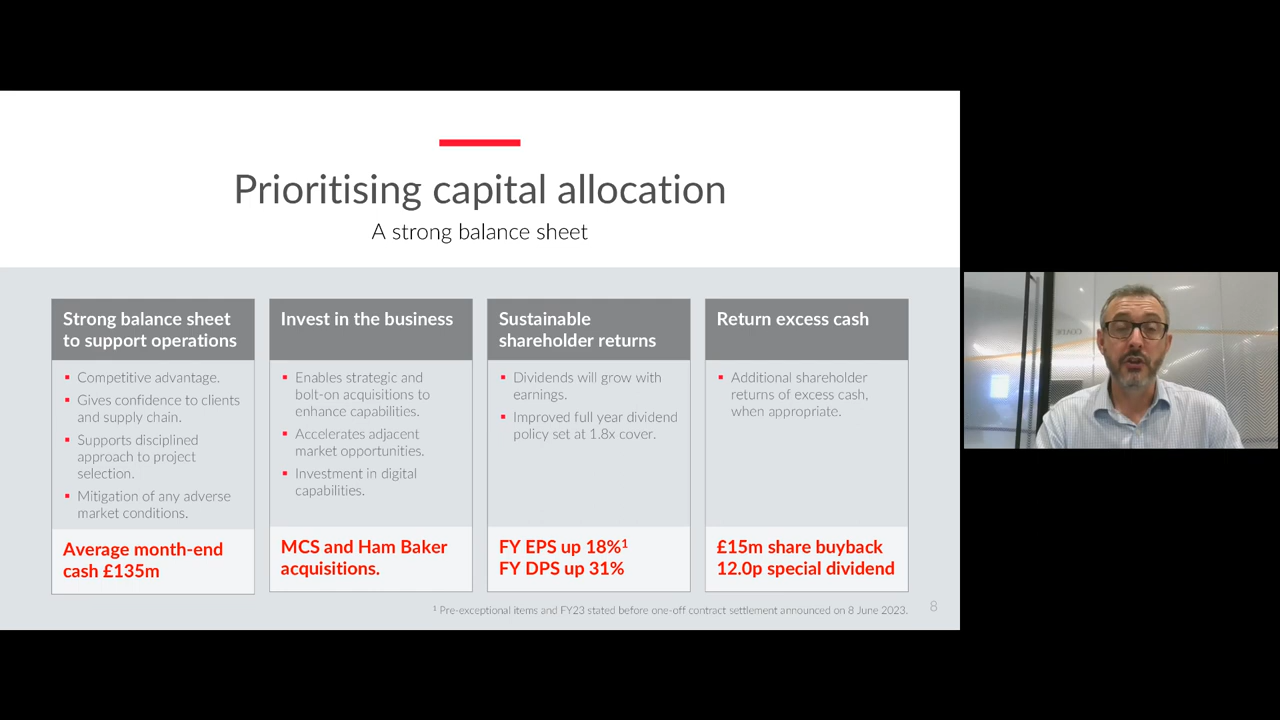 Prioritising capital allocation
A strong balance sheet
Strong balance sheet
to support operations
▪ Competitive advantage.
▪ Gives confidence to clients
and supply chain.
▪ Supports disciplined
approach to project
selection.
▪ Mitigation of any adverse
market conditions.
Average month-end
cash £135m
Invest in the business
▪ Enables strategic and
bolt-on acquisitions to
enhance capabilities.
▪ Accelerates adjacent
market opportunities.
▪ Investment in digital
capabilities.
MCS and Ham Baker
acquisitions.
Sustainable
shareholder returns
▪ Dividends will grow with
earnings.
▪ Improved full year dividend
policy set at 1.8x cover.
FY EPS up 18%¹
FY DPS up 31%
Return excess cash
▪ Additional shareholder
returns of excess cash,
when appropriate.
£15m share buyback
12.0p special dividend
¹ Pre-exceptional items and FY23 stated before one-off contract settlement announced on 8 June 2023.
8